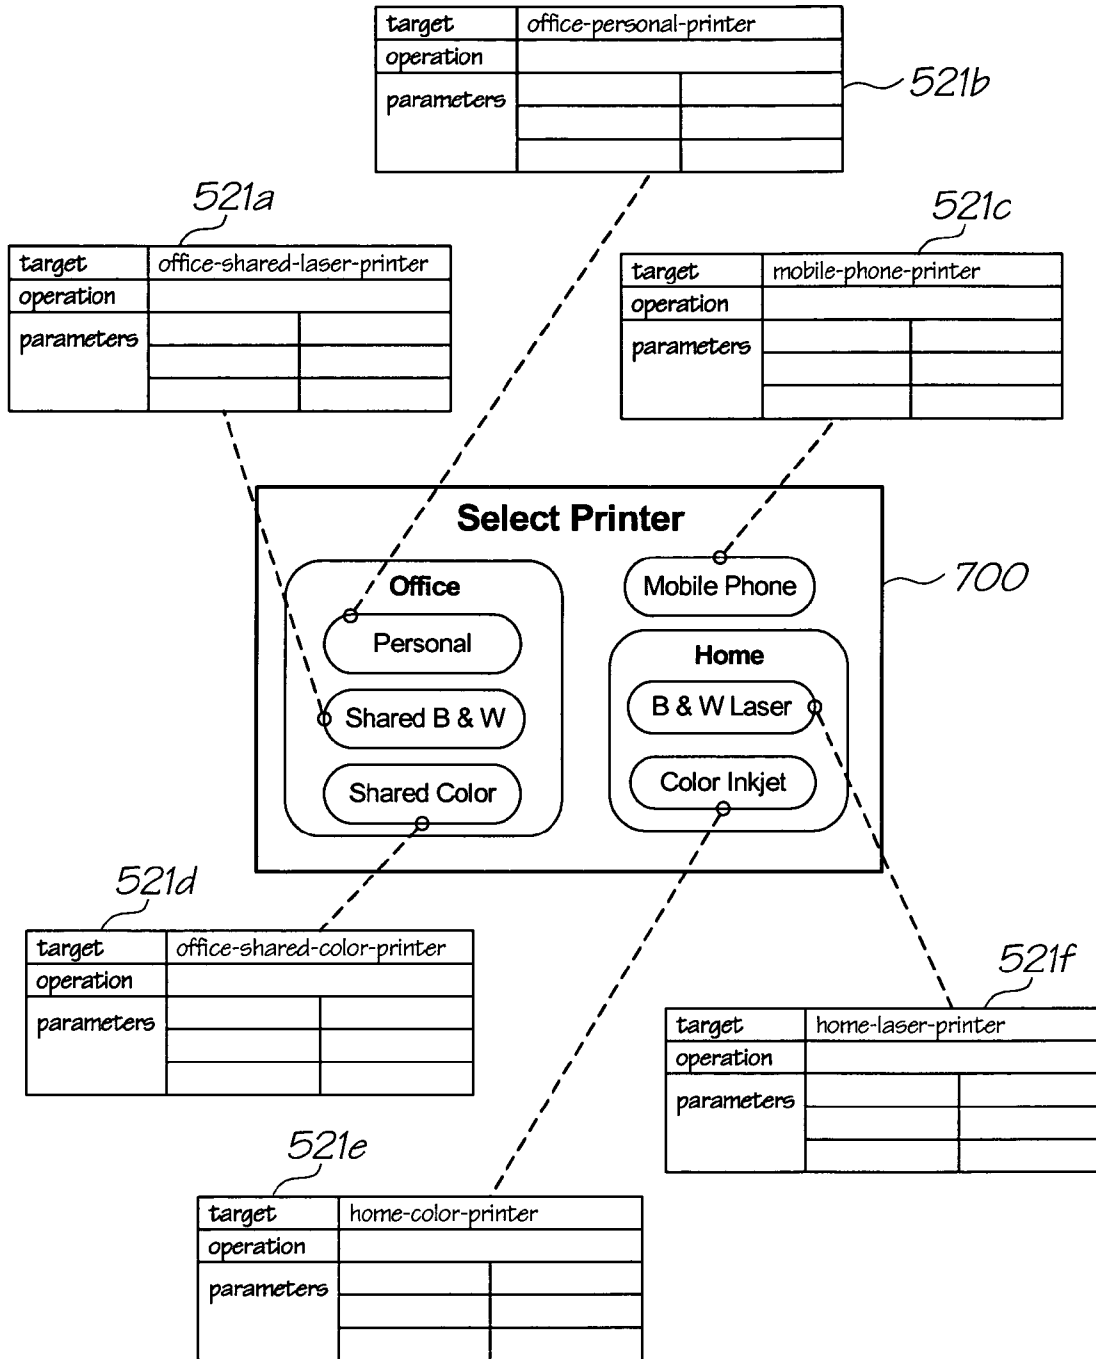 target office-personal-printer
operation
parameters
521b
521a
target office-shared-laser-printer
operation
parameters
521c
target mobile-phone-printer
operation
parameters
Select Printer
Office
Personal
Shared B & W
Shared Color
Mobile Phone
Home
B & W Laser
Color Inkjet
700
521d
target office-shared-color-printer
operation
parameters
521f
target home-laser-printer
operation
parameters
521e
target home-color-printer
operation
parameters